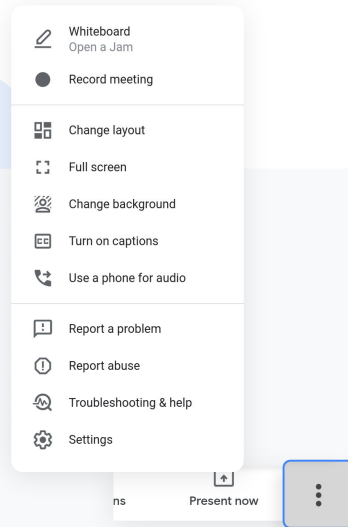 Whiteboard
Open a Jam
Record meeting
Change layout
Full screen
Change background
CC
Turn on captions
Use a phone for audio
Report a problem
Report abuse
Troubleshooting & help
Settings
ns
Present now